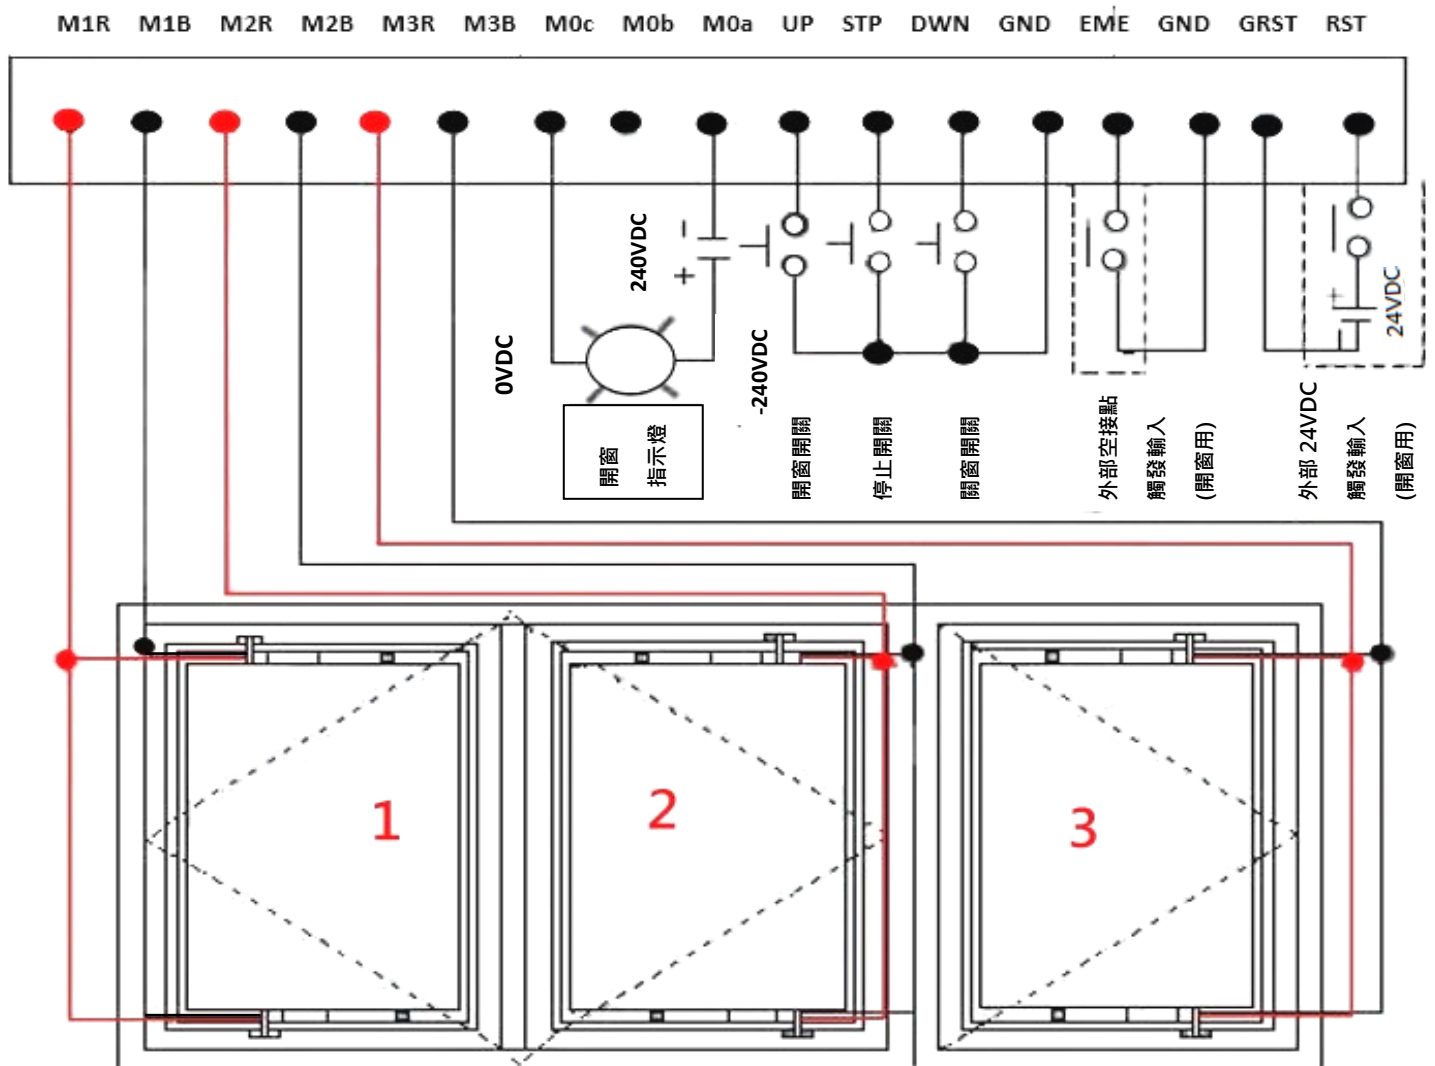 M1R M1B M2R M2B M3R M3B M0c M0b M0a UP STP DWN GND EME GND GRST RST
240VDC
-
+
0VDC
-240VDC
+
24VDC
開窗
指示燈
開窗開關
停止開關
關窗開關
外部空接點
觸發輸入
(開窗用)
外部 24VDC
觸發輸入
(開窗用)
1
2
3